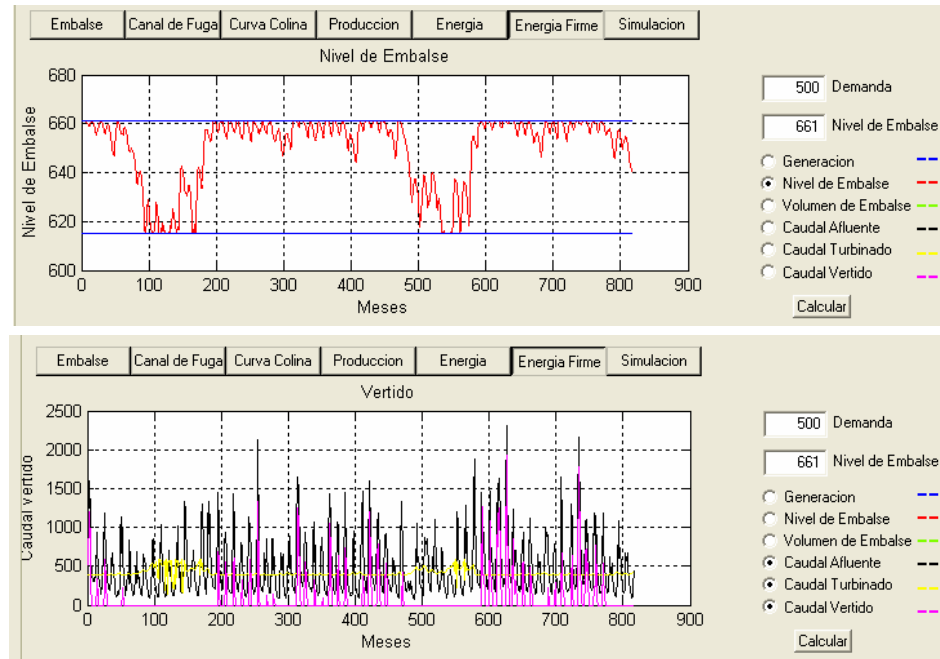 Embalse Canal de Fuga Curva Colina Produccion Energia Energia Firme Simulacion
Nivel de Embalse
Nivel de Embalse
680
660
640
620
600
0 100 200 300 400 500 600 700 800 900
Meses
500 Demanda
661 Nivel de Embalse
Generacion
Nivel de Embalse
Volumen de Embalse
Caudal Afluente
Caudal Turbinado
Caudal Vertido
Calcular
Embalse Canal de Fuga Curva Colina Produccion Energia Energia Firme Simulacion
Vertido
Caudal Vertido
2500
2000
1500
1000
500
0
0 100 200 300 400 500 600 700 800 900
Meses
500 Demanda
661 Nivel de Embalse
Generacion
Nivel de Embalse
Volumen de Embalse
Caudal Afluente
Caudal Turbinado
Caudal Vertido
Calcular